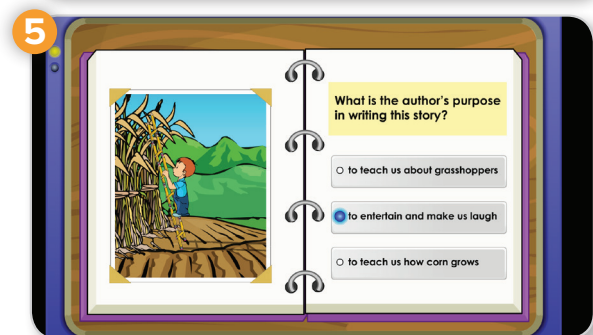 5
What is the author's purpose
in writing this story?
to teach us about grasshoppers
to entertain and make us laugh
to teach us how corn grows